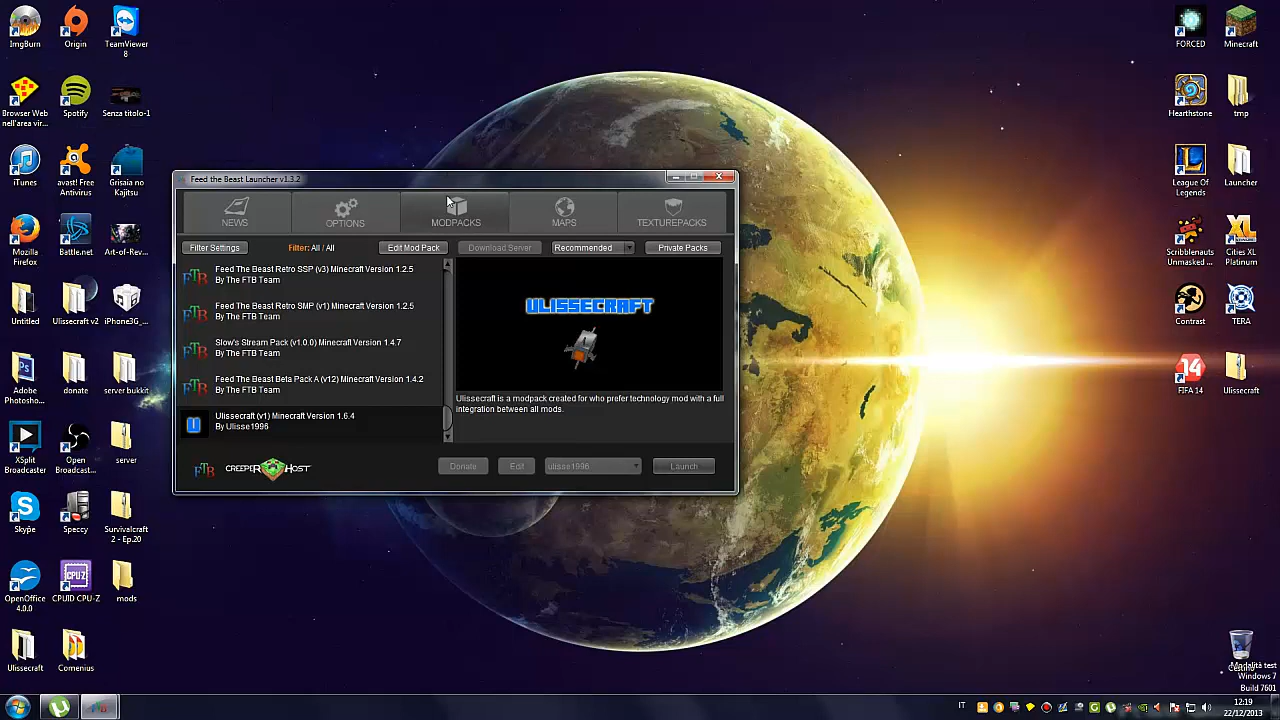 ImgBurn
Origin
TeamViewer
8
Browser Web
nell'area vir...
Spotify
Senza titolo-1
iTunes
avast! Free
Antivirus
Grisaia no
Kajitsu
Mozilla
Firefox
Battle.net
Art-of-Rev...
Untitled
Ulissecraft v2
iPhone3G_...
Adobe
Photosho...
donate
server bukkit
XSplit
Broadcaster
Open
Broadcast...
server
Skype
Speccy
Survivalcraft
2 - Ep.20
OpenOffice
4.0.0
CPUID CPU-Z
mods
Ulissecraft
Comenius
Feed the Beast Launcher v1.3.2
NEWS
OPTIONS
MODPACKS
MAPS
TEXTUREPACKS
Filter Settings
Filter: All / All
Edit Mod Pack
Download Server
Recommended
Private Packs
Feed The Beast Retro SSP (v3) Minecraft Version 1.2.5
By The FTB Team
Feed The Beast Retro SMP (v1) Minecraft Version 1.2.5
By The FTB Team
Slow's Stream Pack (v1.0.0) Minecraft Version 1.4.7
By The FTB Team
Feed The Beast Beta Pack A (v12) Minecraft Version 1.4.2
By The FTB Team
Ulissecraft (v1) Minecraft Version 1.6.4
By Ulisse1996
ULISSECRAFT
Ulissecraft is a modpack created for who prefer technology mod with a full
integration between all mods.
FTB
CREEPERHOST
Donate
Edit
ulisse1996
Launch
FORCED
Minecraft
Hearthstone
tmp
League Of
Legends
Launcher
Scribblenauts
Unmasked ...
Cities XL
Platinum
Contrast
TERA
FIFA 14
Ulissecraft
Cestino
Modalità test
Windows 7
Build 7601
IT
12:19
22/12/2013